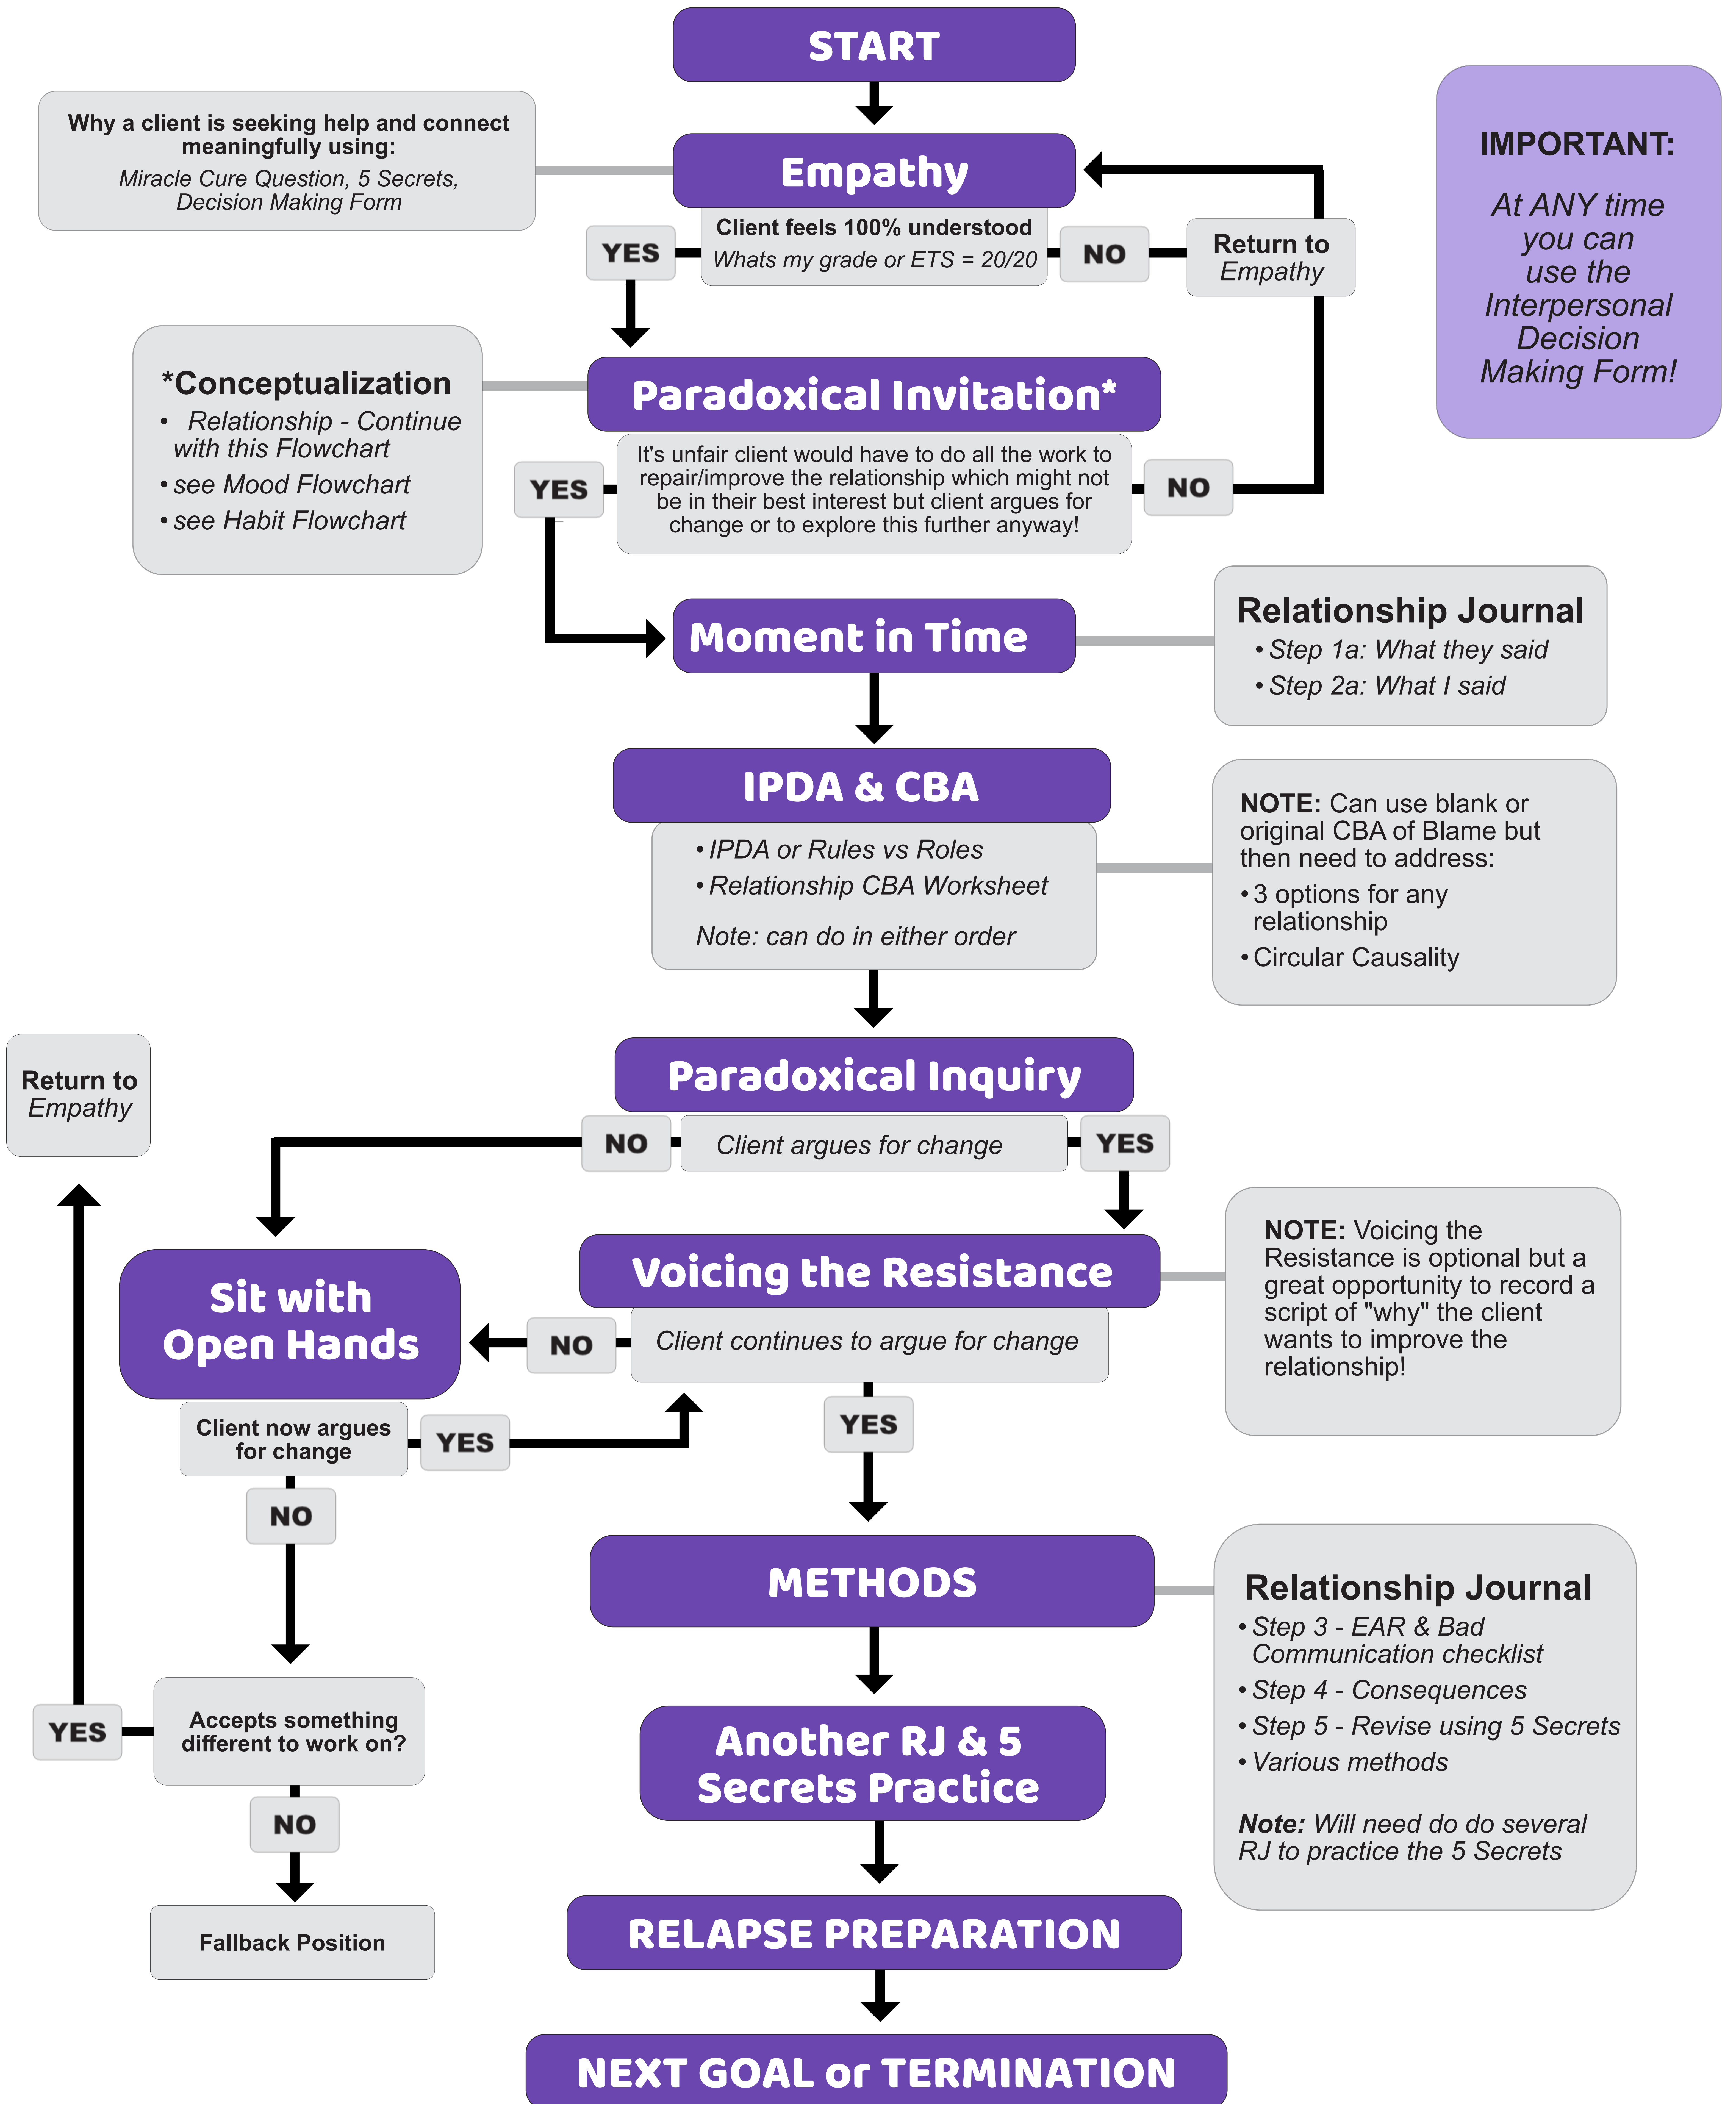 START
Why a client is seeking help and connect
meaningfully using:
Miracle Cure Question, 5 Secrets,
Decision Making Form
Empathy
Client feels 100% understood
Whats my grade or ETS = 20/20
YES
NO
Return to
Empathy
IMPORTANT:
At ANY time
you can
use the
Interpersonal
Decision
Making Form!
*Conceptualization
• Relationship - Continue
with this Flowchart
• see Mood Flowchart
• see Habit Flowchart
Paradoxical Invitation*
It's unfair client would have to do all the work to
repair/improve the relationship which might not
be in their best interest but client argues for
change or to explore this further anyway!
YES
NO
Moment in Time
Relationship Journal
• Step 1a: What they said
• Step 2a: What I said
IPDA & CBA
• IPDA or Rules vs Roles
• Relationship CBA Worksheet
Note: can do in either order
NOTE: Can use blank or
original CBA of Blame but
then need to address:
• 3 options for any
relationship
• Circular Causality
Return to
Empathy
Paradoxical Inquiry
NO
Client argues for change
YES
Sit with
Open Hands
Voicing the Resistance
NO
Client continues to argue for change
NOTE: Voicing the
Resistance is optional but a
great opportunity to record a
script of "why" the client
wants to improve the
relationship!
Client now argues
for change
YES
YES
NO
METHODS
Relationship Journal
• Step 3 - EAR & Bad
Communication checklist
• Step 4 - Consequences
• Step 5 - Revise using 5 Secrets
• Various methods
Note: Will need do do several
RJ to practice the 5 Secrets
YES
Accepts something
different to work on?
Another RJ & 5
Secrets Practice
NO
Fallback Position
RELAPSE PREPARATION
NEXT GOAL or TERMINATION